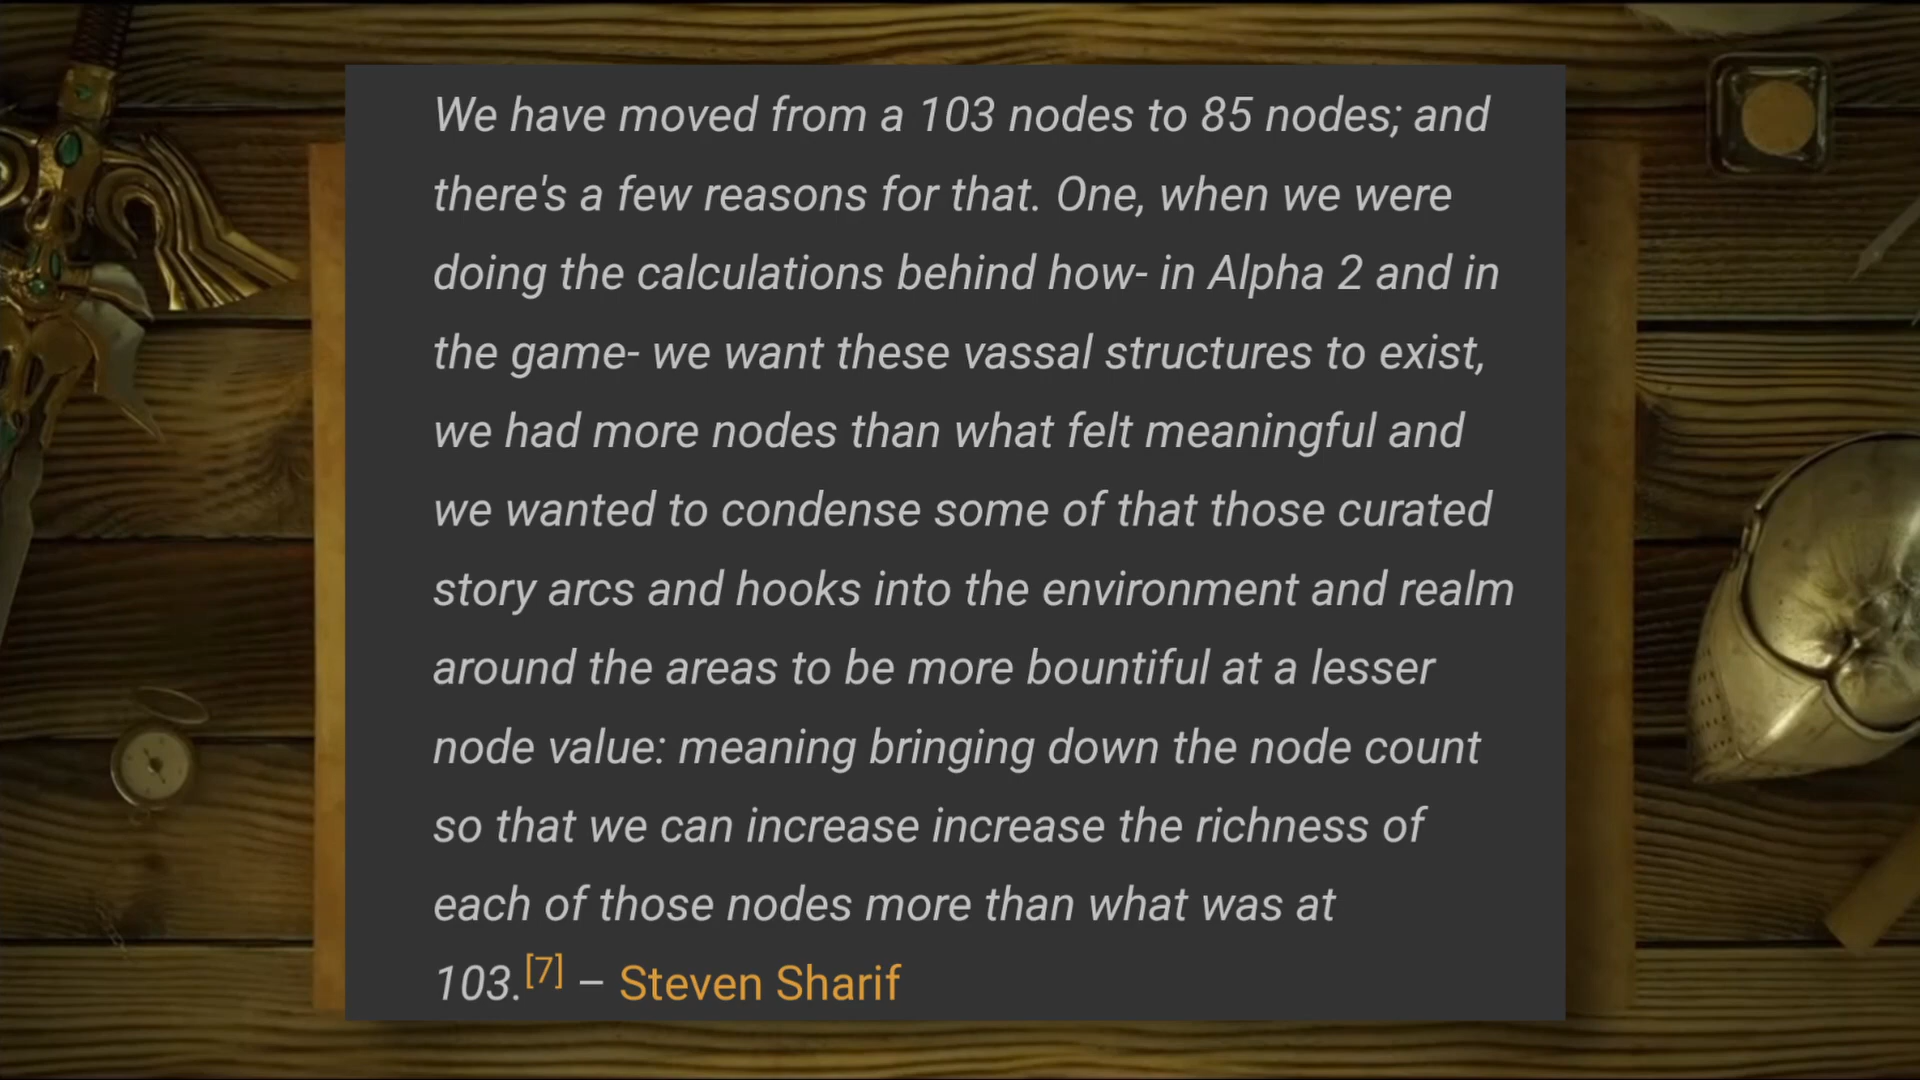 We have moved from a 103 nodes to 85 nodes; and
there's a few reasons for that. One, when we were
doing the calculations behind how- in Alpha 2 and in
the game- we want these vassal structures to exist,
we had more nodes than what felt meaningful and
we wanted to condense some of that those curated
story arcs and hooks into the environment and realm
around the areas to be more bountiful at a lesser
node value: meaning bringing down the node count
so that we can increase increase the richness of
each of those nodes more than what was at
103.[7] – Steven Sharif